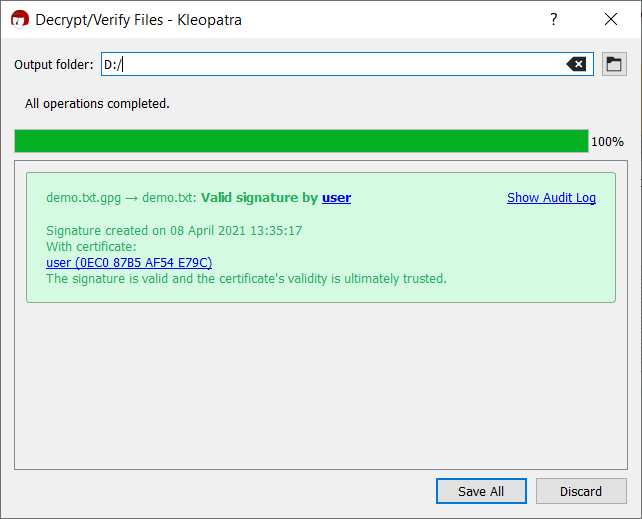 Decrypt/Verify Files - Kleopatra
Output folder: D:/
All operations completed.
100%
demo.txt.gpg → demo.txt: Valid signature by user
Show Audit Log
Signature created on 08 April 2021 13:35:17
With certificate:
user (0EC0 87B5 AF54 E79C)
The signature is valid and the certificate's validity is ultimately trusted.
Save All
Discard